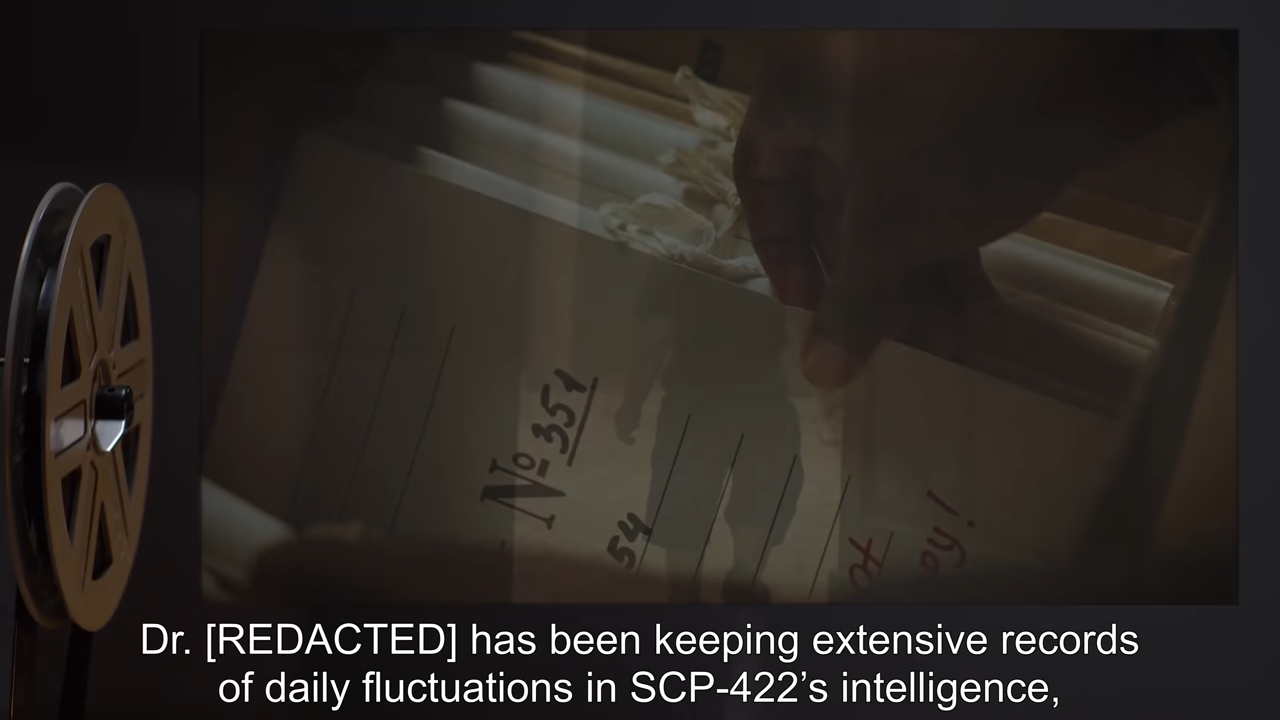 № 351
54
Dr. [REDACTED] has been keeping extensive records
of daily fluctuations in SCP-422’s intelligence,